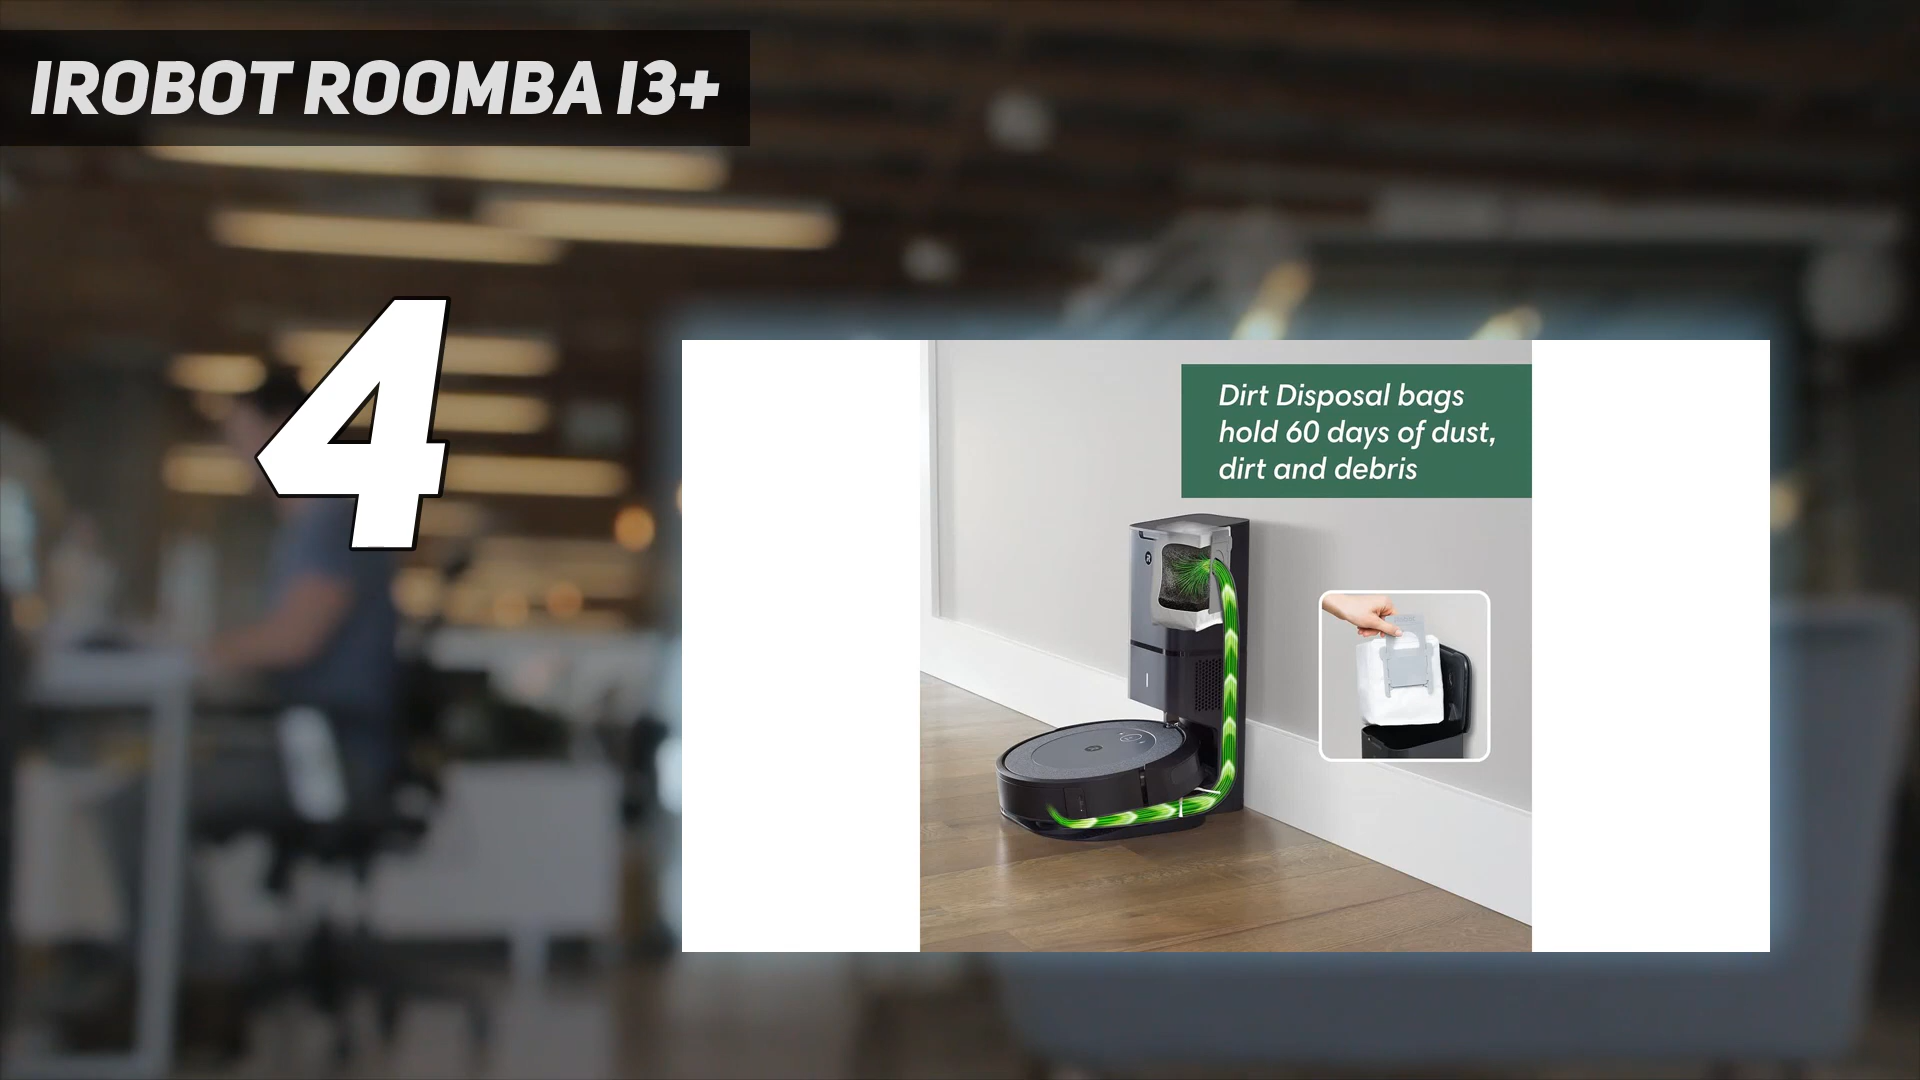 IROBOT ROOMBA I3+
4
Dirt Disposal bags
hold 60 days of dust,
dirt and debris